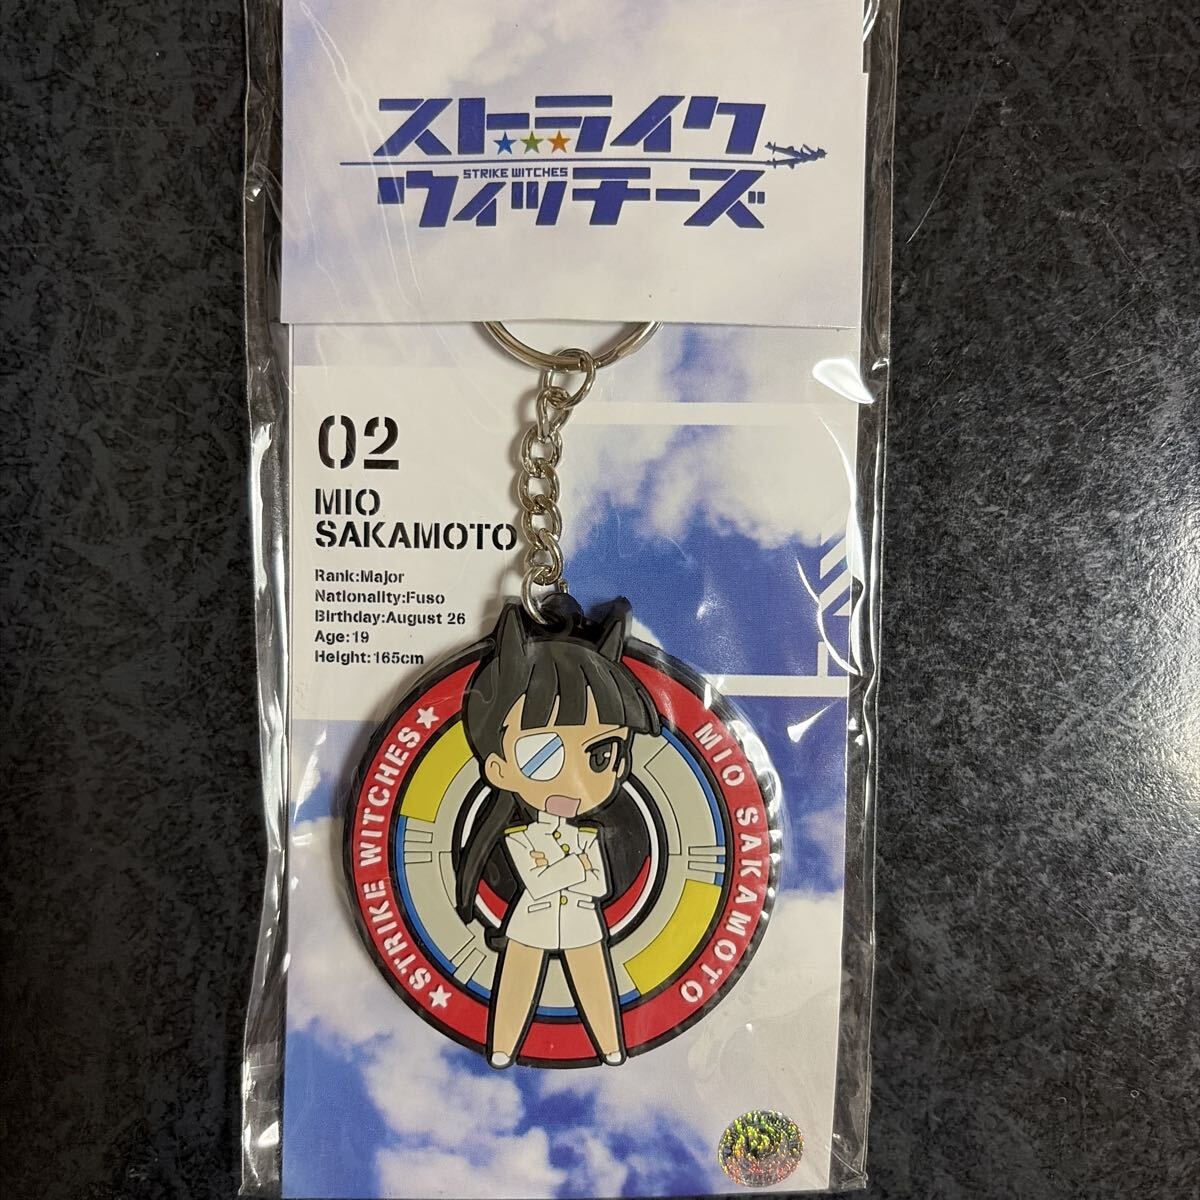 ストライク
STRIKE WITCHES
ウィッチーズ
02
MIO
SAKAMOTO
Rank:Major
Nationality:Fuso
Birthday:August 26
Age:19
Height:165cm
★STRIKE WITCHES★
MIO SAKAMOTO